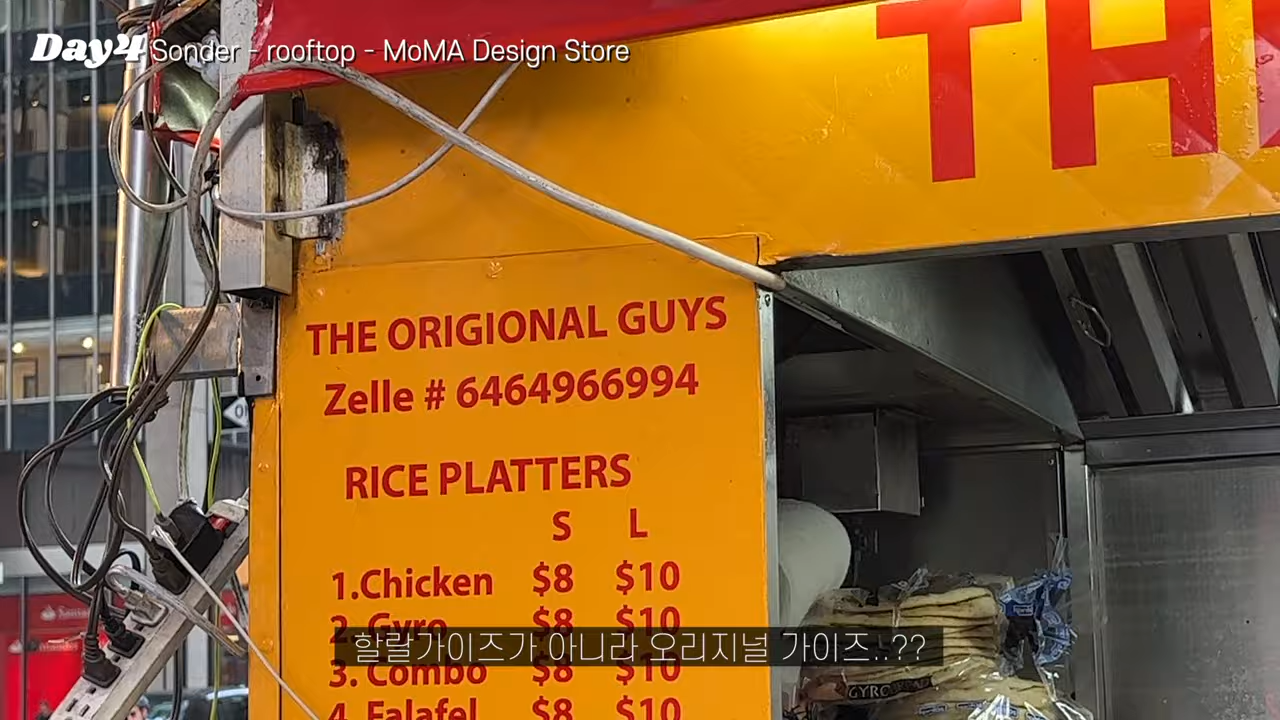 Day4 Sonder - rooftop - MoMA Design Store
TH
THE ORIGIONAL GUYS
Zelle # 6464966994
RICE PLATTERS
S L
1.Chicken $8 $10
2. Gyro $8 $10
3. Combo $8 $10
4. Falafel $8 $10
할랄가이즈가 아니라 오리지널 가이즈..??
GYRO